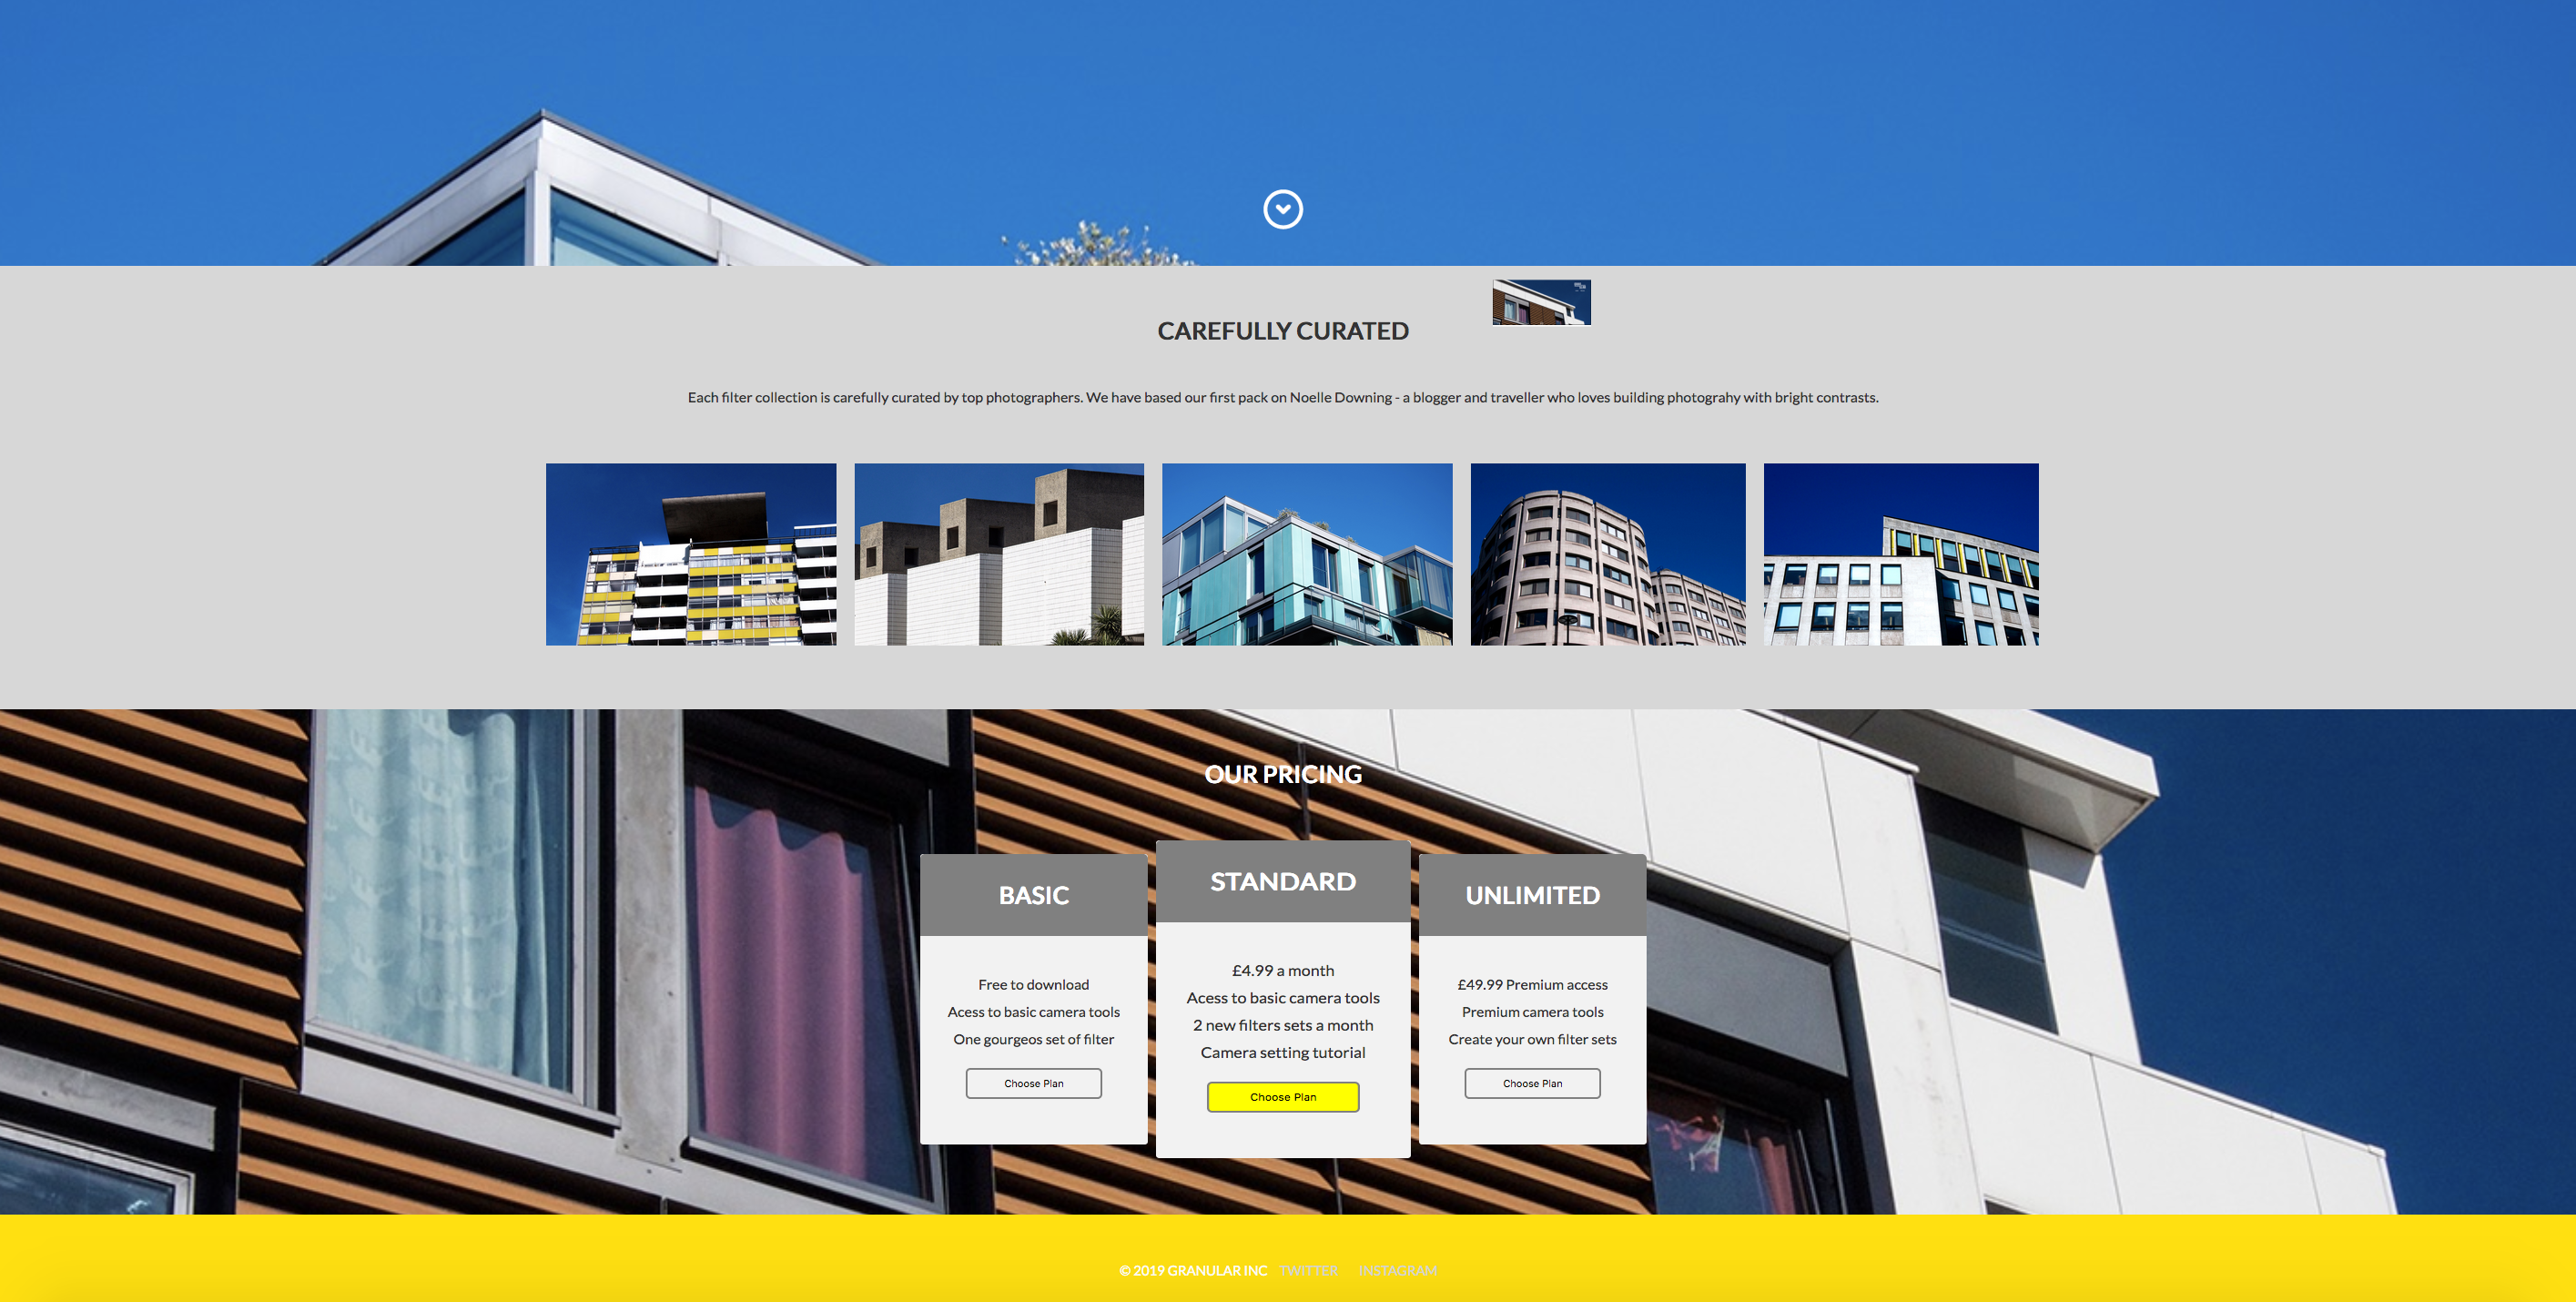 CAREFULLY CURATED
Each filter collection is carefully curated by top photographers. We have based our first pack on Noelle Downing - a blogger and traveller who loves building photograhy with bright contrasts.
OUR PRICING
BASIC
Free to download
Acess to basic camera tools
One gourgeos set of filter
Choose Plan
STANDARD
£4.99 a month
Acess to basic camera tools
2 new filters sets a month
Camera setting tutorial
Choose Plan
UNLIMITED
£49.99 Premium access
Premium camera tools
Create your own filter sets
Choose Plan
© 2019 GRANULAR INC TWITTER INSTAGRAM